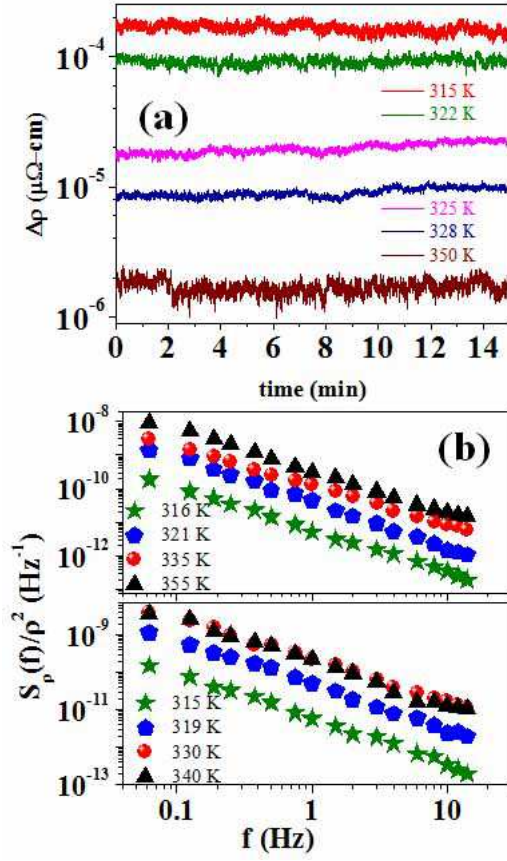 (a)
Δρ (μΩ–cm)
10⁻⁴
10⁻⁵
10⁻⁶
315 K
322 K
325 K
328 K
350 K
0 2 4 6 8 10 12 14
time (min)
(b)
S_ρ(f)/ρ² (Hz⁻¹)
10⁻⁸
10⁻¹⁰
10⁻¹²
316 K
321 K
335 K
355 K
10⁻⁹
10⁻¹¹
10⁻¹³
315 K
319 K
330 K
340 K
0.1 1 10
f (Hz)